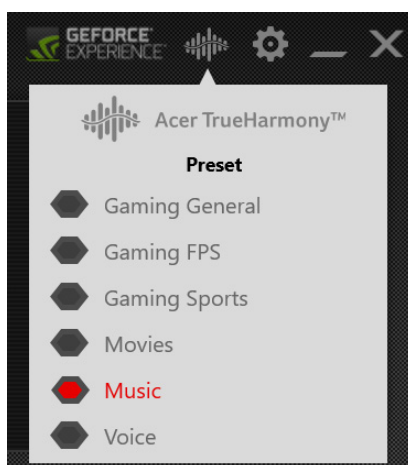 GEFORCE
EXPERIENCE
Acer TrueHarmony™
Preset
Gaming General
Gaming FPS
Gaming Sports
Movies
Music
Voice